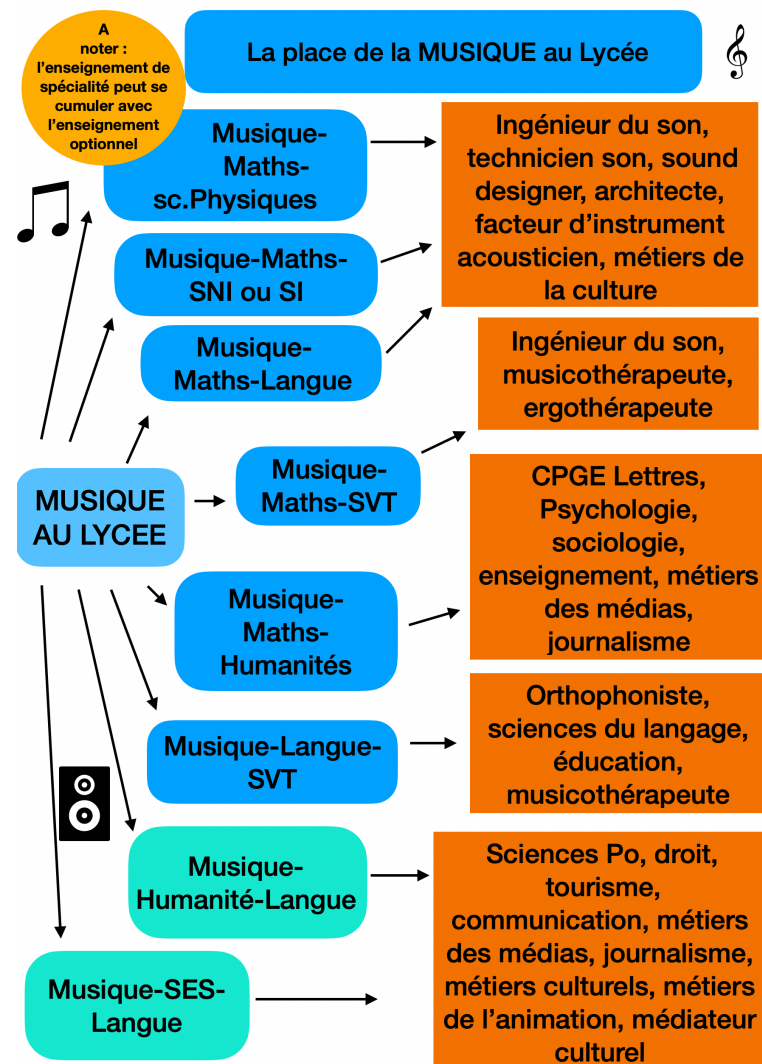 A
noter :
l’enseignement de
spécialité peut se
cumuler avec
l’enseignement
optionnel
La place de la MUSIQUE au Lycée
Musique-
Maths-
sc.Physiques
Ingénieur du son,
technicien son, sound
designer, architecte,
facteur d’instrument
acousticien, métiers de
la culture
Musique-Maths-
SNI ou SI
Musique-
Maths-Langue
Ingénieur du son,
musicothérapeute,
ergothérapeute
MUSIQUE
AU LYCEE
Musique-
Maths-SVT
CPGE Lettres,
Psychologie,
sociologie,
enseignement, métiers
des médias,
journalisme
Musique-
Maths-
Humanités
Musique-Langue-
SVT
Orthophoniste,
sciences du langage,
éducation,
musicothérapeute
Musique-
Humanité-Langue
Sciences Po, droit,
tourisme,
communication, métiers
des médias, journalisme,
métiers culturels, métiers
de l’animation, médiateur
culturel
Musique-SES-
Langue